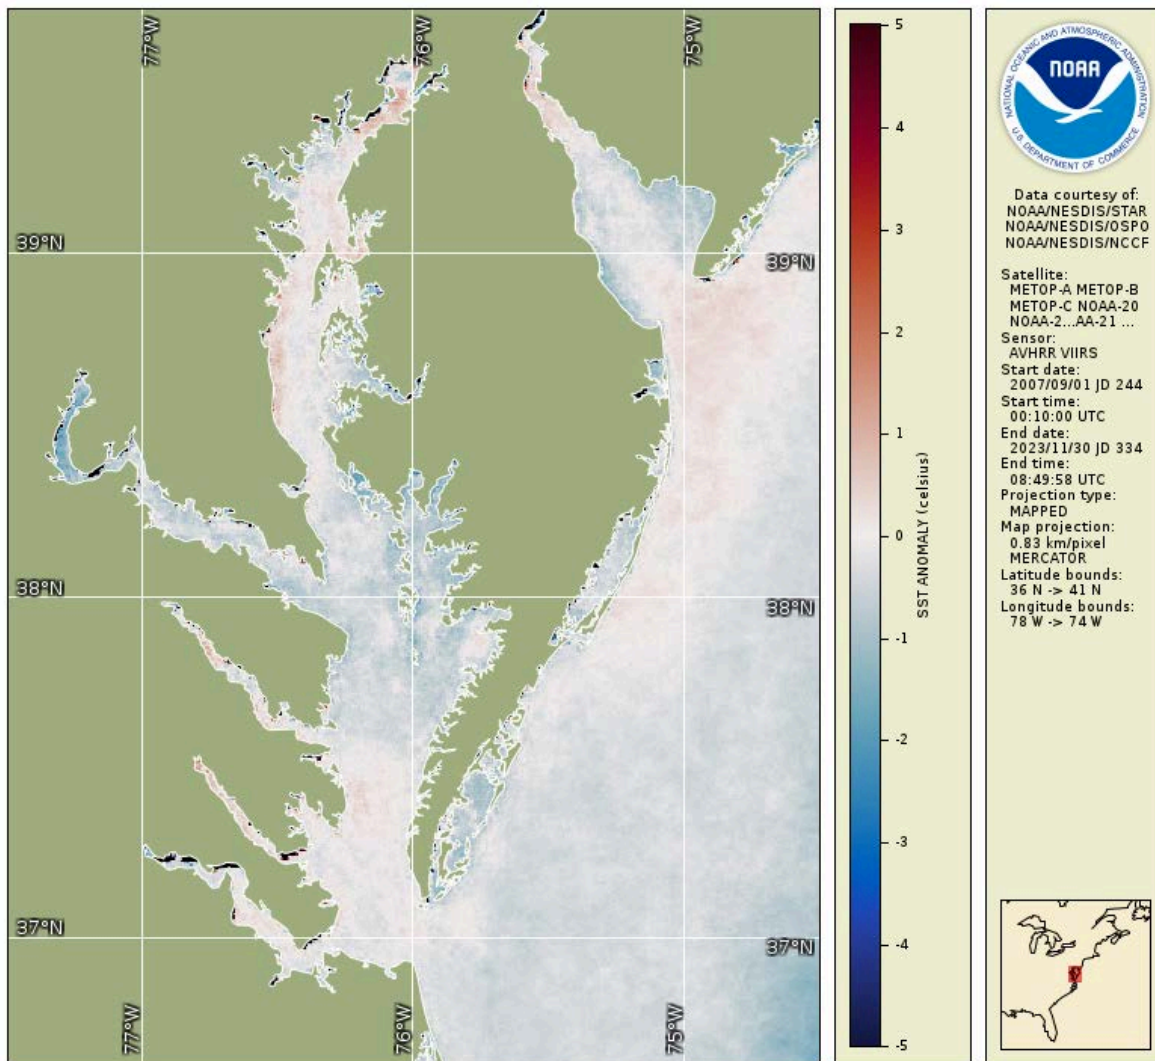 77°W
76°W
75°W
39°N
39°N
38°N
38°N
37°N
37°N
77°W
76°W
75°W
5
4
3
2
1
0
-1
-2
-3
-4
-5
SST ANOMALY (celsius)
NATIONAL OCEANIC AND ATMOSPHERIC ADMINISTRATION
NOAA
U.S. DEPARTMENT OF COMMERCE
Data courtesy of:
NOAA/NESDIS/STAR
NOAA/NESDIS/OSPO
NOAA/NESDIS/NCCF
Satellite:
METOP-A METOP-B
METOP-C NOAA-20
NOAA-2...AA-21 ...
Sensor:
AVHRR VIIRS
Start date:
2007/09/01 JD 244
Start time:
00:10:00 UTC
End date:
2023/11/30 JD 334
End time:
08:49:58 UTC
Projection type:
MAPPED
Map projection:
0.83 km/pixel
MERCATOR
Latitude bounds:
36 N -> 41 N
Longitude bounds:
78 W -> 74 W